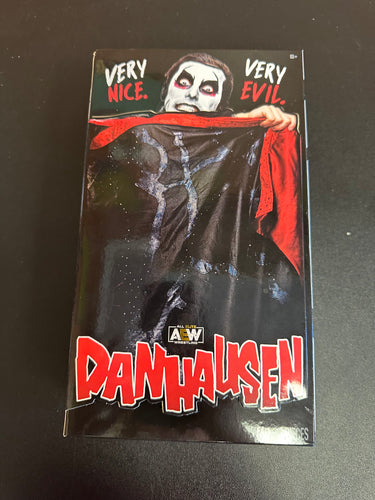 VERY
NICE.
VERY
EVIL.
ALL ELITE
AEW
WRESTLING
DANHAUSEN